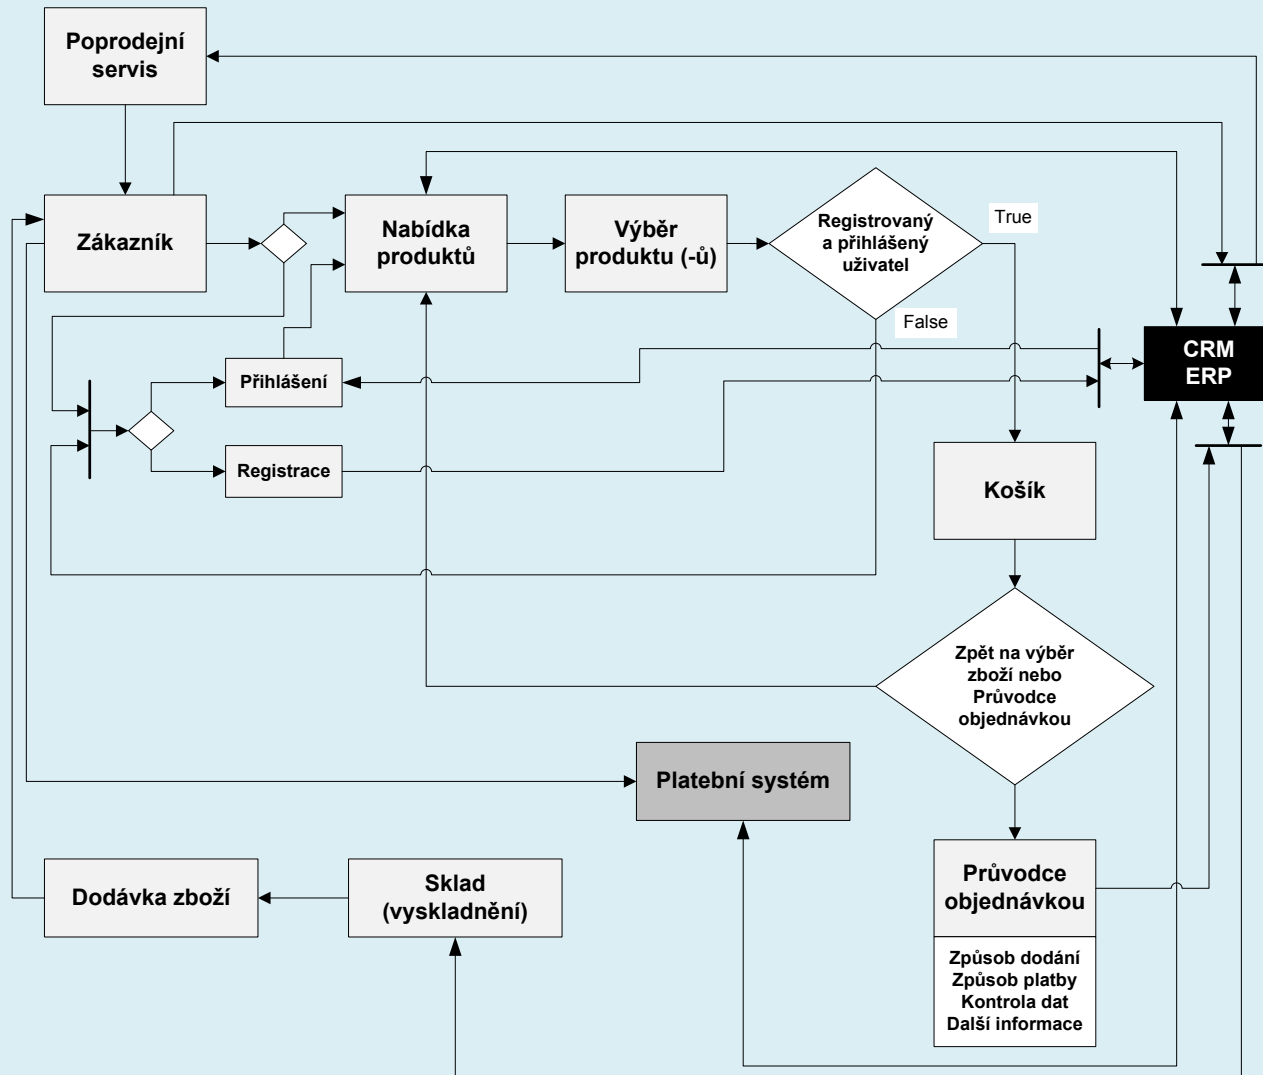 Poprodejní
servis
Zákazník
Nabídka
produktů
Výběr
produktu (-ů)
Registrovaný
a přihlášený
uživatel
True
False
CRM
ERP
Přihlášení
Registrace
Košík
Zpět na výběr
zboží nebo
Průvodce
objednávkou
Platební systém
Dodávka zboží
Sklad
(vyskladnění)
Průvodce
objednávkou
Způsob dodání
Způsob platby
Kontrola dat
Další informace